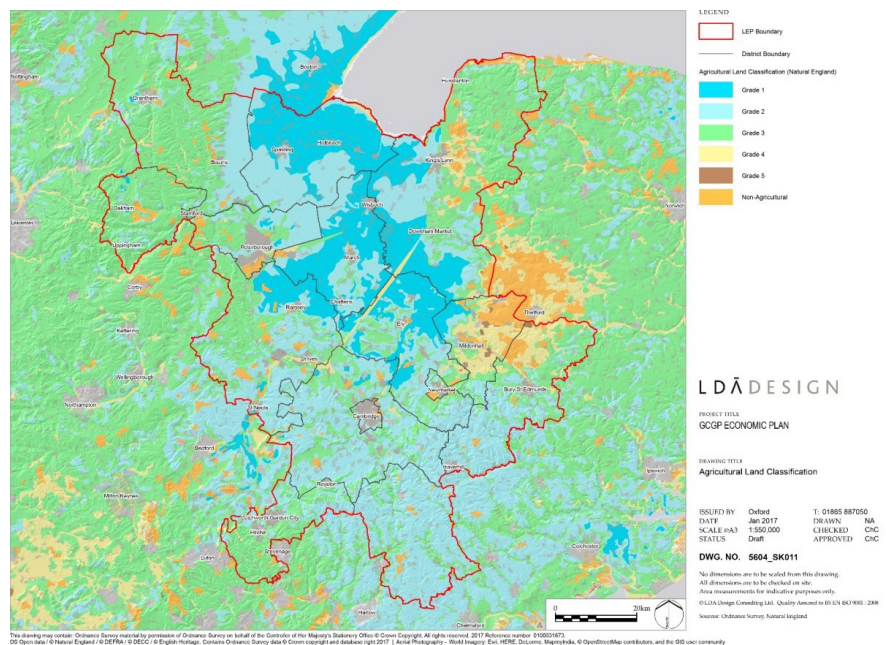 LEGEND
LEP Boundary
District Boundary
Agricultural Land Classification (Natural England)
Grade 1
Grade 2
Grade 3
Grade 4
Grade 5
Non-Agricultural
Boston
Hunstanton
Nottingham
Grantham
Spalding
Holbeach
Bourne
King's Lynn
Wisbech
Norwich
Oakham
Stamford
Leicester
Downham Market
Uppingham
Peterborough
March
Corby
Ramsey
Chatteris
Thetford
Ely
Kettering
Mildenhall
St Ives
Wellingborough
Newmarket
Bury St Edmunds
Northampton
St Neots
Cambridge
Bedford
Haverhill
Ipswich
Royston
Milton Keynes
Letchworth Garden City
Hitchin
Stevenage
Luton
Colchester
Harlow
Chelmsford
0 20km
LDĀDESIGN
PROJECT TITLE
GCGP ECONOMIC PLAN
DRAWING TITLE
Agricultural Land Classification
ISSUED BY Oxford T: 01865 887050
DATE Jan 2017 DRAWN NA
SCALE @A3 1:550,000 CHECKED ChC
STATUS Draft APPROVED ChC
DWG. NO. 5604_SK011
No dimensions are to be scaled from this drawing.
All dimensions are to be checked on site.
Area measurements for indicative purposes only.
© LDA Design Consulting Ltd. Quality Assured to BS EN ISO 9001 : 2008
Sources: Ordnance Survey, Natural England
This drawing may contain: Ordnance Survey material by permission of Ordnance Survey on behalf of the Controller of Her Majesty's Stationery Office © Crown Copyright, All rights reserved. 2017 Reference number 0100031673.
OS Open data / © Natural England / © DEFRA / © DECC / © English Heritage. Contains Ordnance Survey data © Crown copyright and database right 2017 | Aerial Photography - World Imagery: Esri, HERE, DeLorme, MapmyIndia, © OpenStreetMap contributors, and the GIS user community